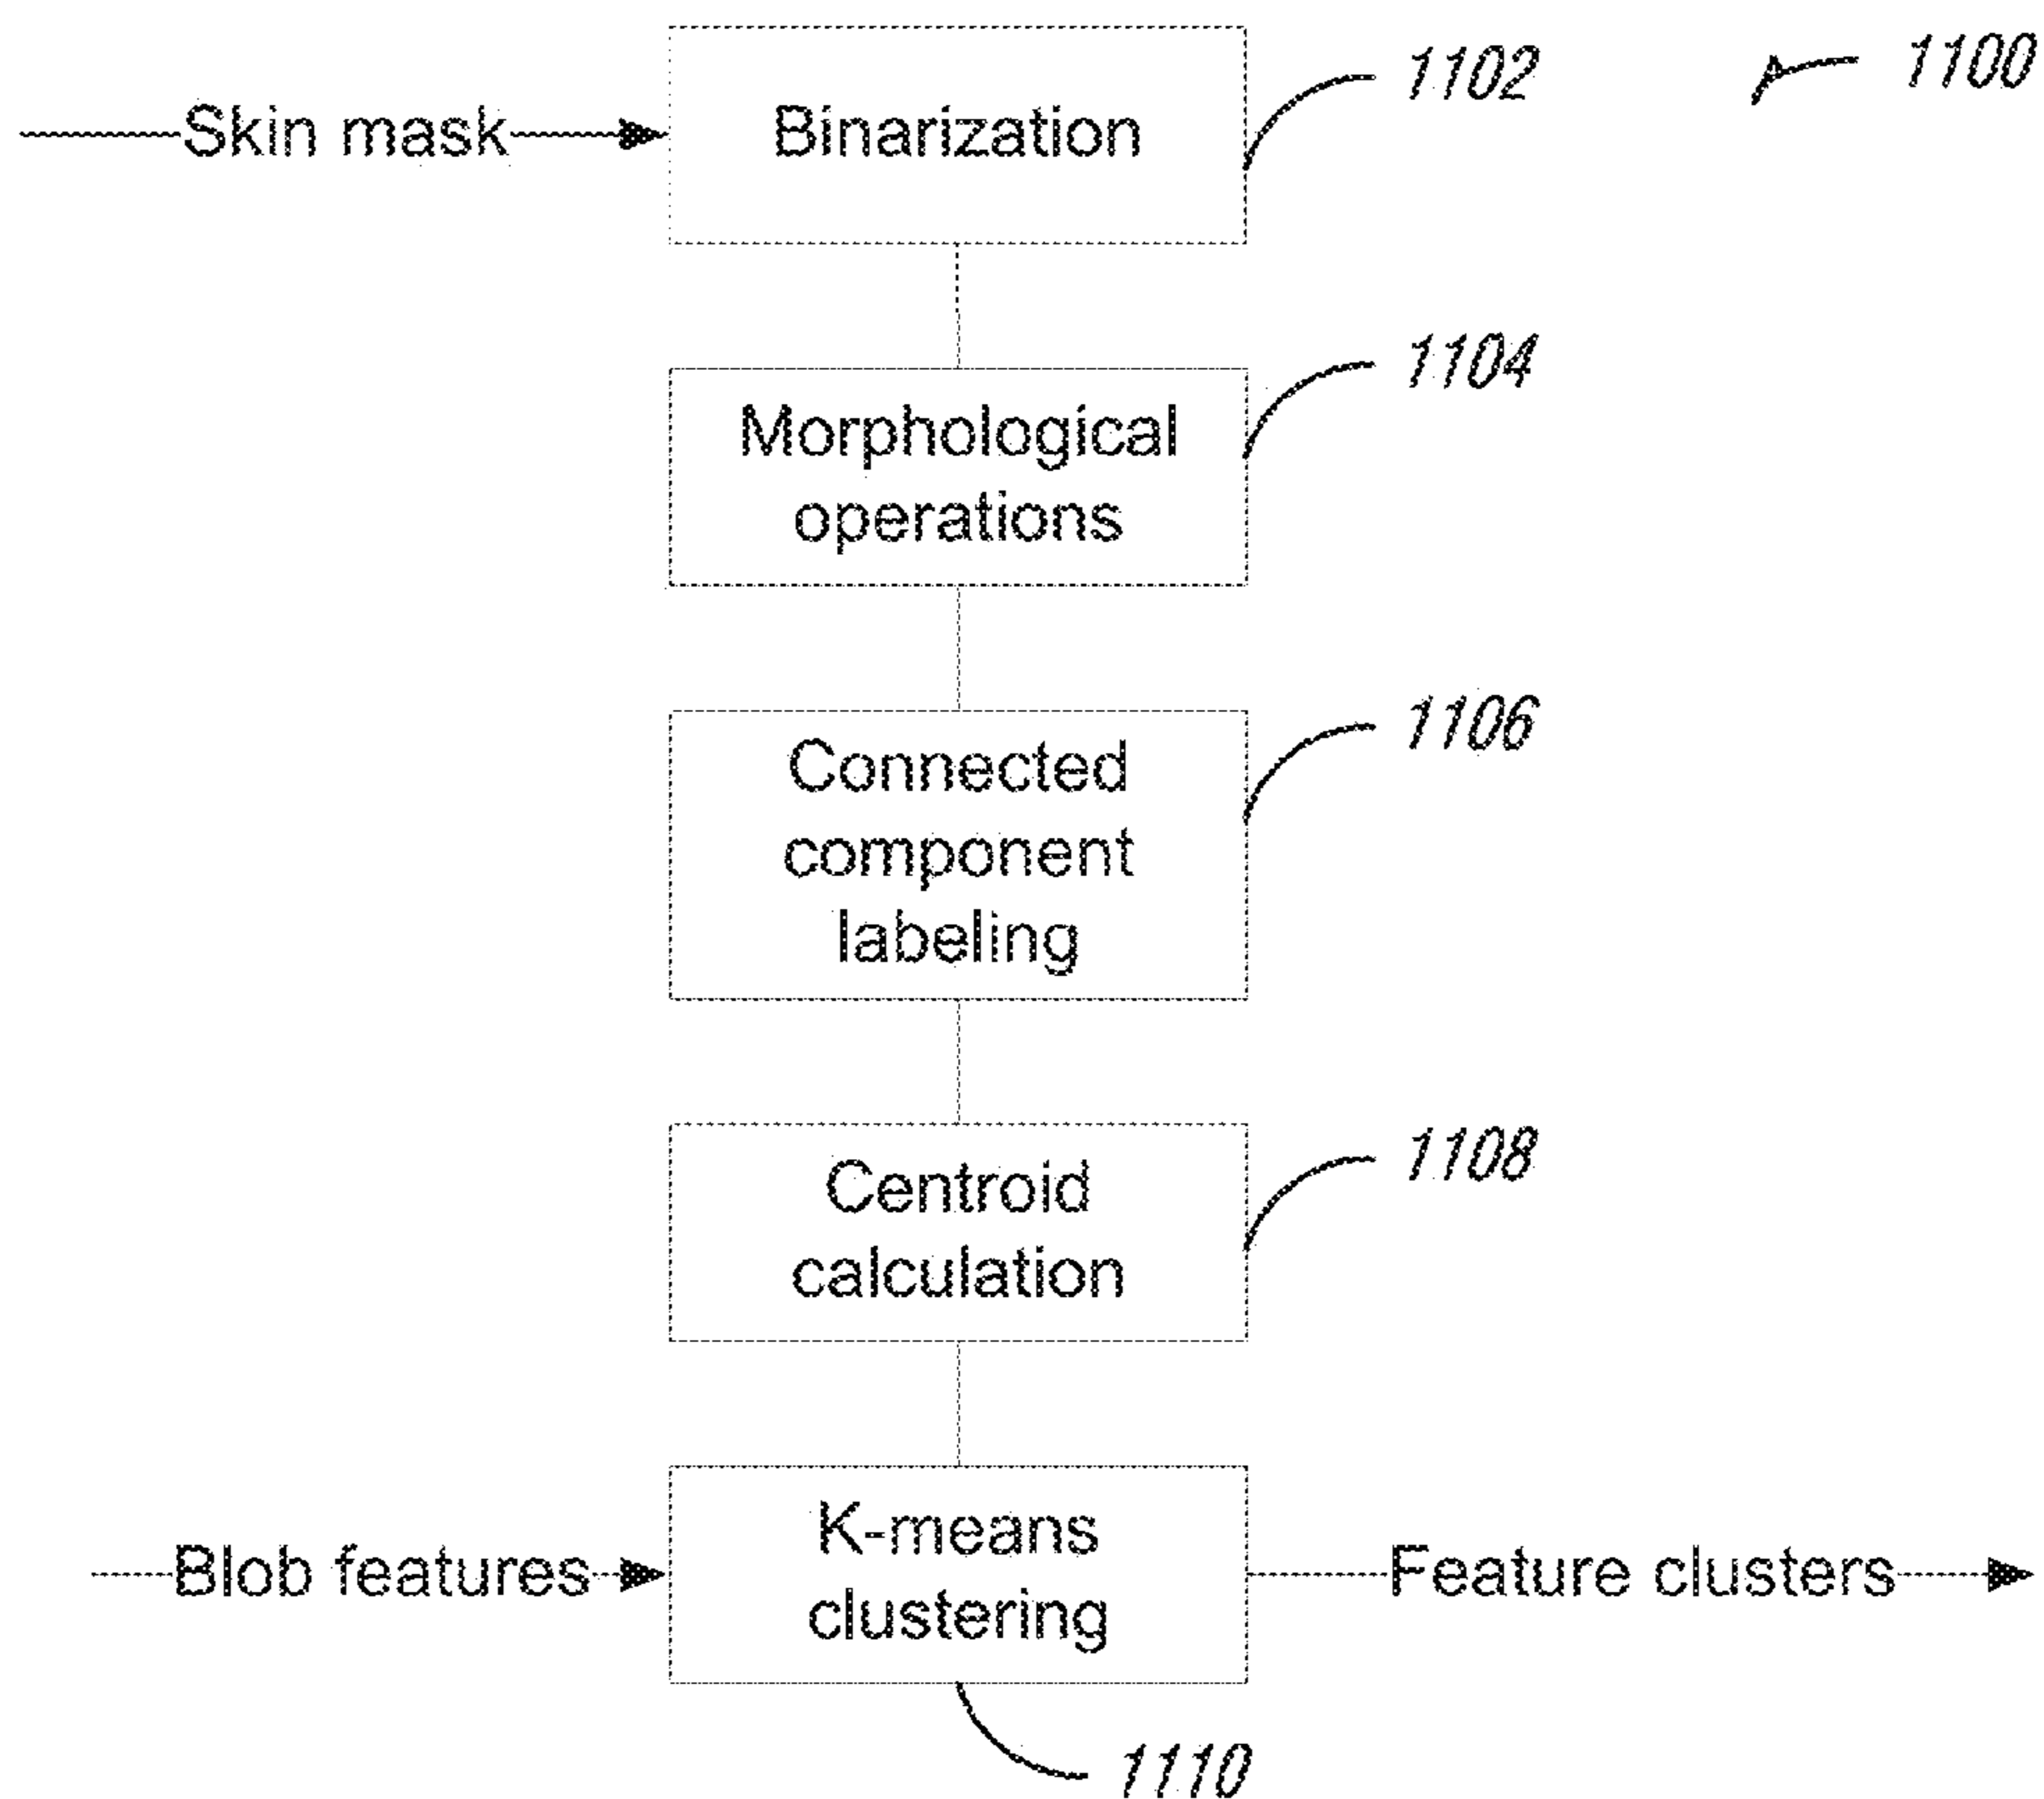 1100
Skin mask
Binarization
1102
Morphological
operations
1104
Connected
component
labeling
1106
Centroid
calculation
1108
Blob features
K-means
clustering
Feature clusters
1110